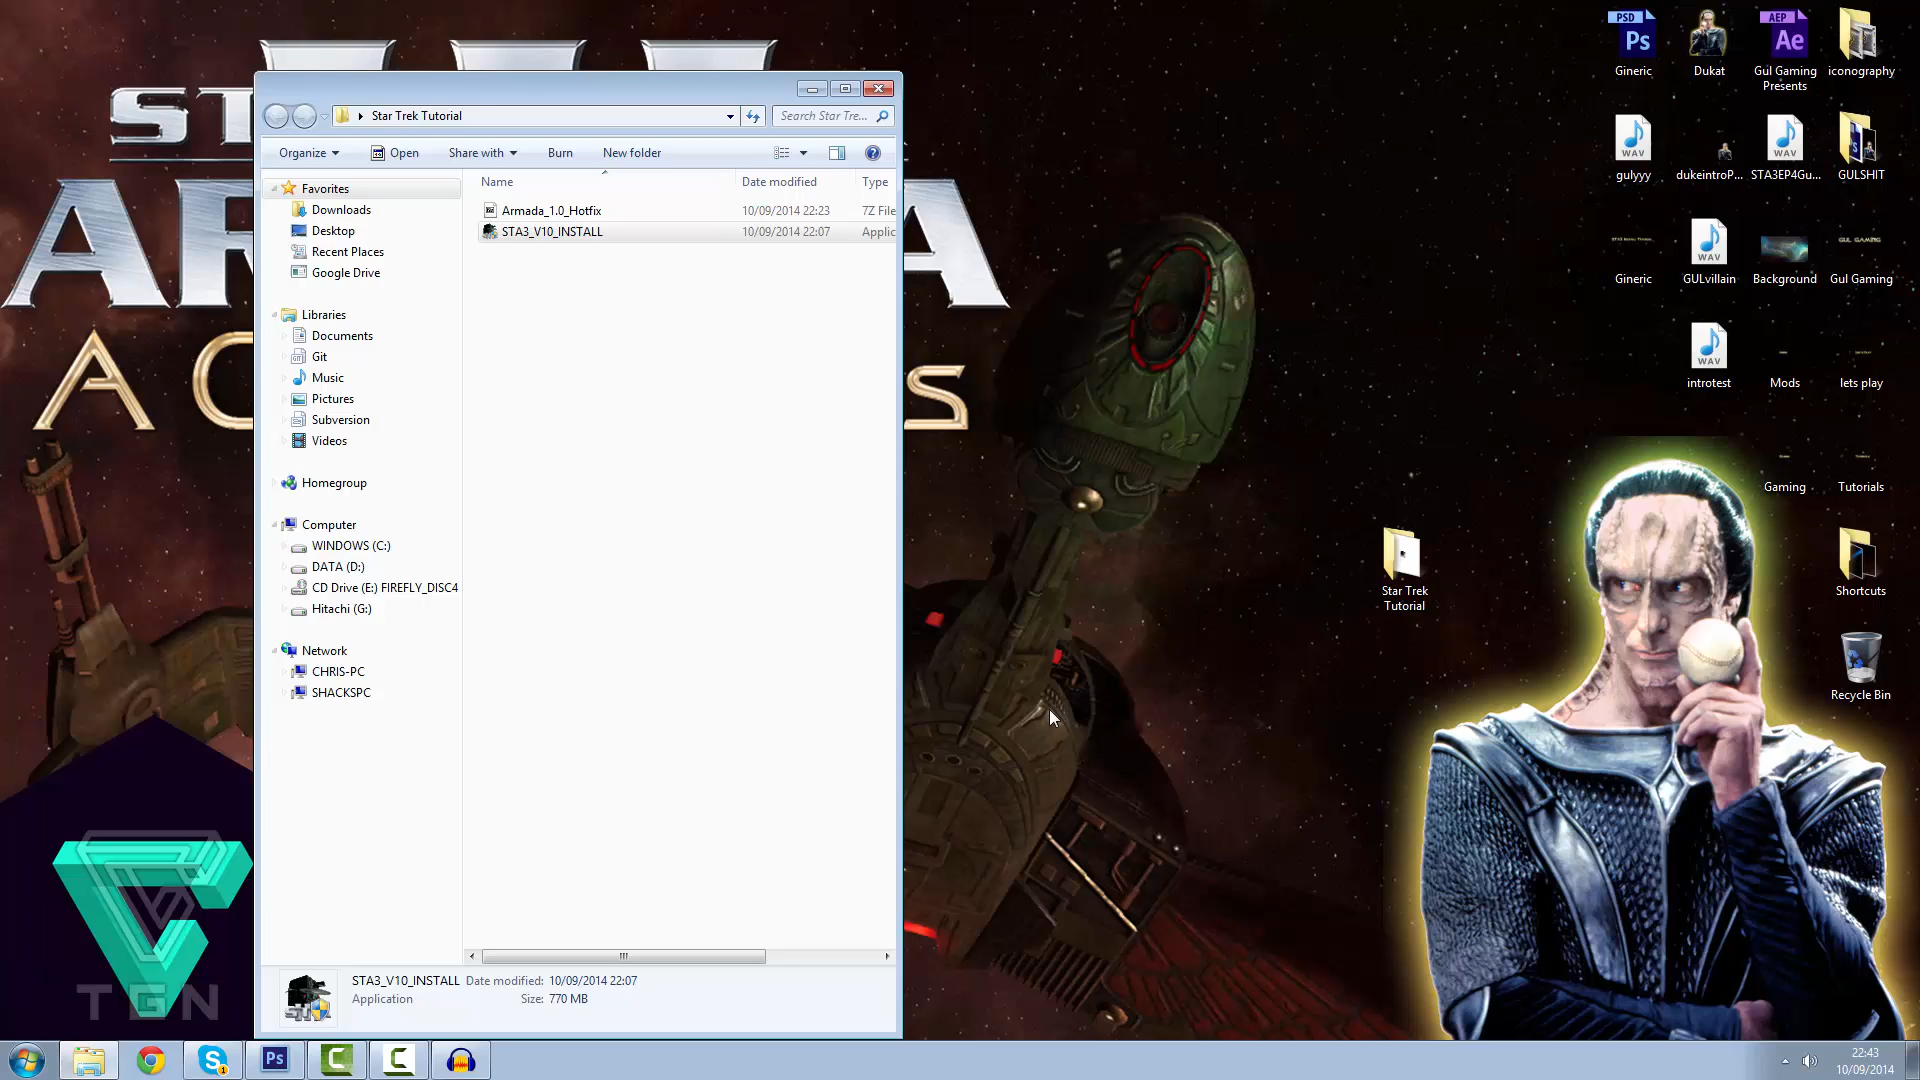 Star Trek Tutorial
Search Star Tre...
Organize
Open
Share with
Burn
New folder
Name
Date modified
Type
Armada_1.0_Hotfix
10/09/2014 22:23
7Z File
STA3_V10_INSTALL
10/09/2014 22:07
Applic
Favorites
Downloads
Desktop
Recent Places
Google Drive
Libraries
Documents
Git
Music
Pictures
Subversion
Videos
Homegroup
Computer
WINDOWS (C:)
DATA (D:)
CD Drive (E:) FIREFLY_DISC4
Hitachi (G:)
Network
CHRIS-PC
SHACKSPC
STA3_V10_INSTALL Date modified: 10/09/2014 22:07
Application Size: 770 MB
TGN
PSD
Ps
Gineric
Dukat
AEP
Ae
Gul Gaming
Presents
iconography
WAV
gulyyy
dukeintroP...
WAV
STA3EP4Gu...
GULSHIT
Gineric
WAV
GULvillain
Background
GUL GAMING
Gul Gaming
WAV
introtest
Mods
lets play
Gaming
Tutorials
Star Trek
Tutorial
Shortcuts
Recycle Bin
Ps
22:43
10/09/2014